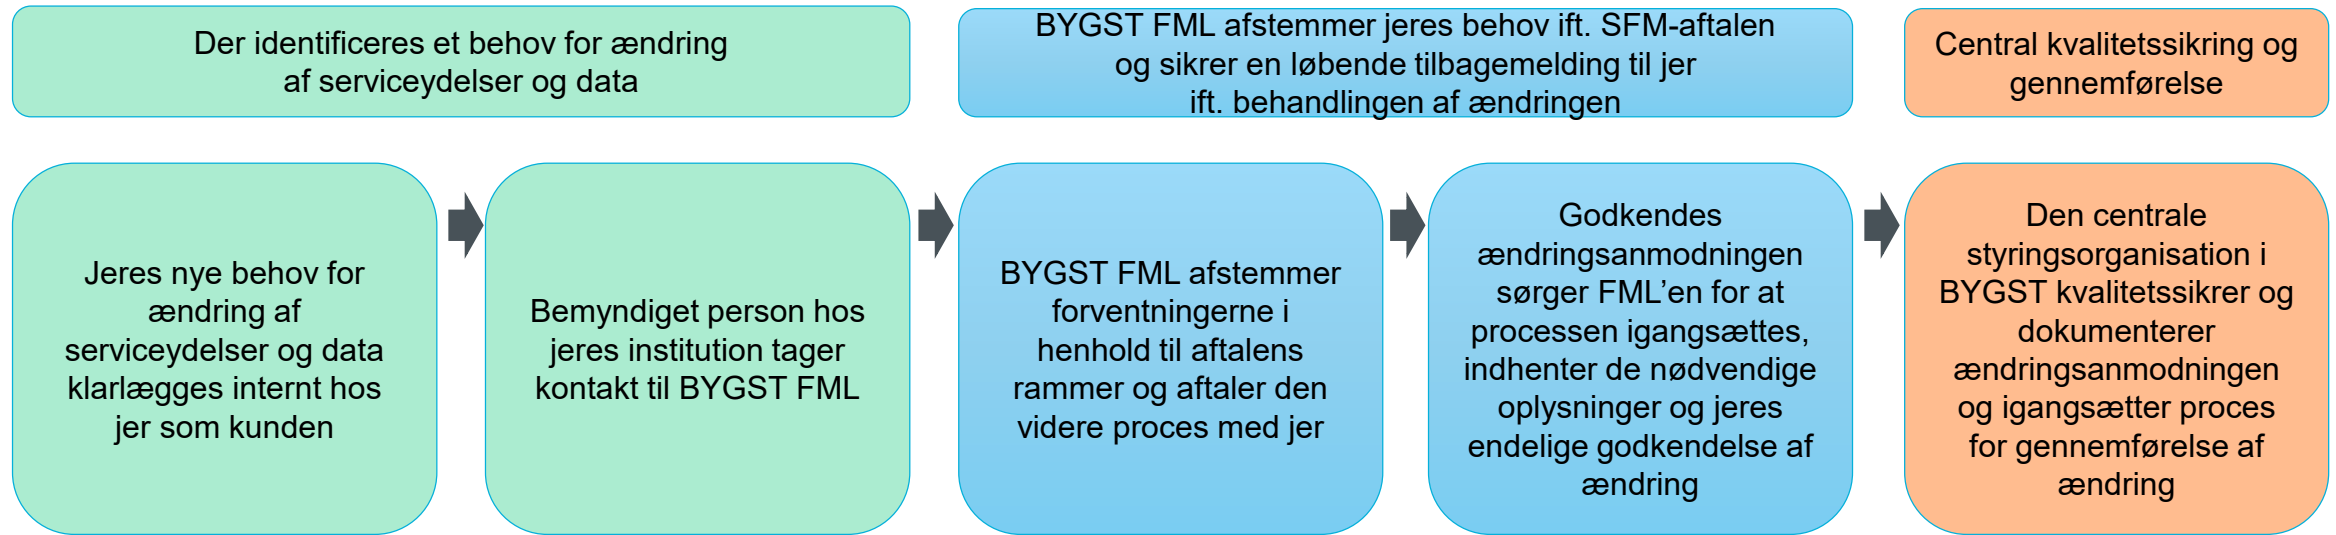 Der identificeres et behov for ændring
af serviceydelser og data
BYGST FML afstemmer jeres behov ift. SFM-aftalen
og sikrer en løbende tilbagemelding til jer
ift. behandlingen af ændringen
Central kvalitetssikring og
gennemførelse
Jeres nye behov for
ændring af
serviceydelser og data
klarlægges internt hos
jer som kunden
Bemyndiget person hos
jeres institution tager
kontakt til BYGST FML
BYGST FML afstemmer
forventningerne i
henhold til aftalens
rammer og aftaler den
videre proces med jer
Godkendes
ændringsanmodningen
sørger FML’en for at
processen igangsættes,
indhenter de nødvendige
oplysninger og jeres
endelige godkendelse af
ændring
Den centrale
styringsorganisation i
BYGST kvalitetssikrer og
dokumenterer
ændringsanmodningen
og igangsætter proces
for gennemførelse af
ændring